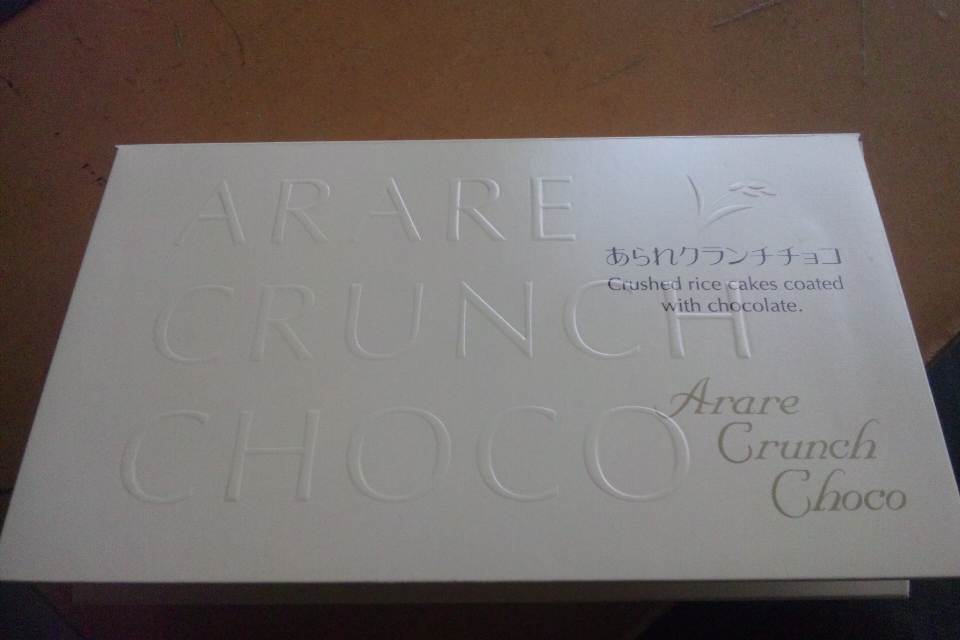 ARARE
CRUNCH
CHOCO
あられクランチチョコ
Crushed rice cakes coated
with chocolate.
Arare
Crunch
Choco